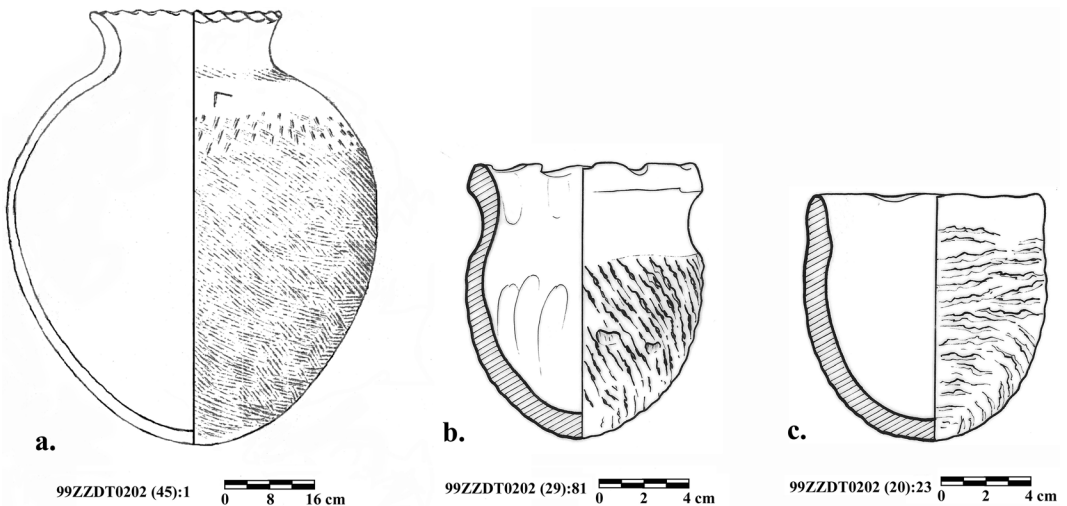 a.
99ZZDT0202 (45):1
0 8 16 cm
b.
99ZZDT0202 (29):81
0 2 4 cm
c.
99ZZDT0202 (20):23
0 2 4 cm